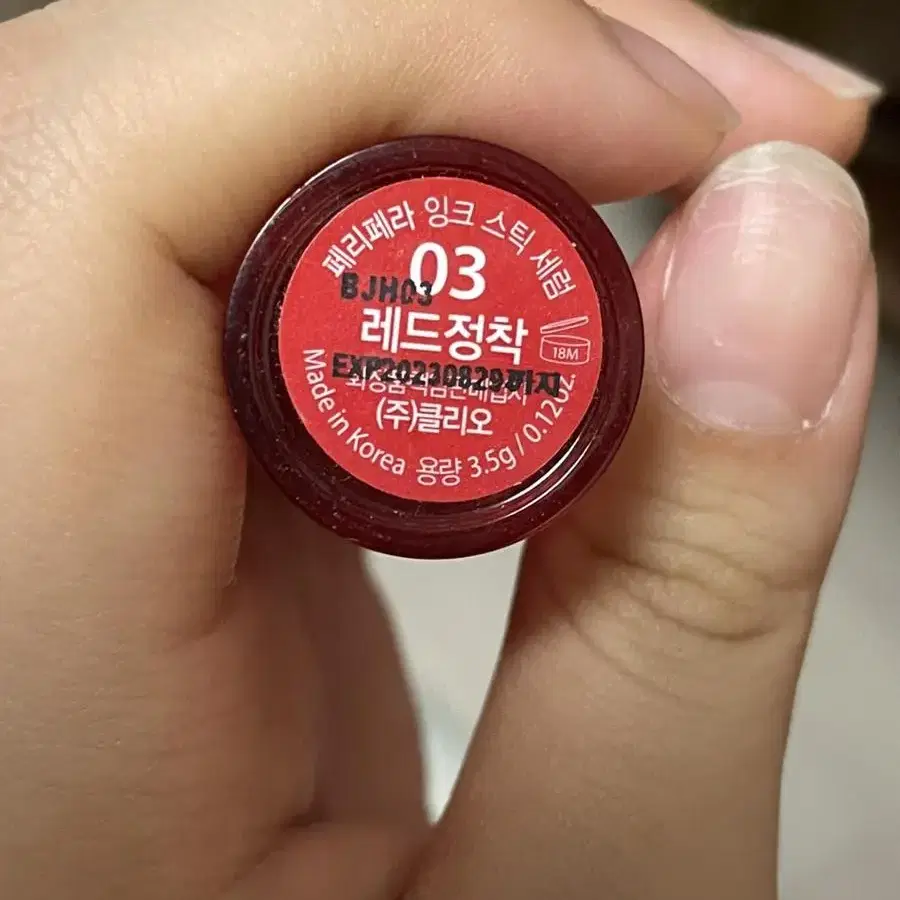 페리페라 잉크 스틱 세럼
03
BJH03
레드정착
18M
EXP20230829까지
(주)클리오
Made in Korea 용량 3.5g / 0.12oz.